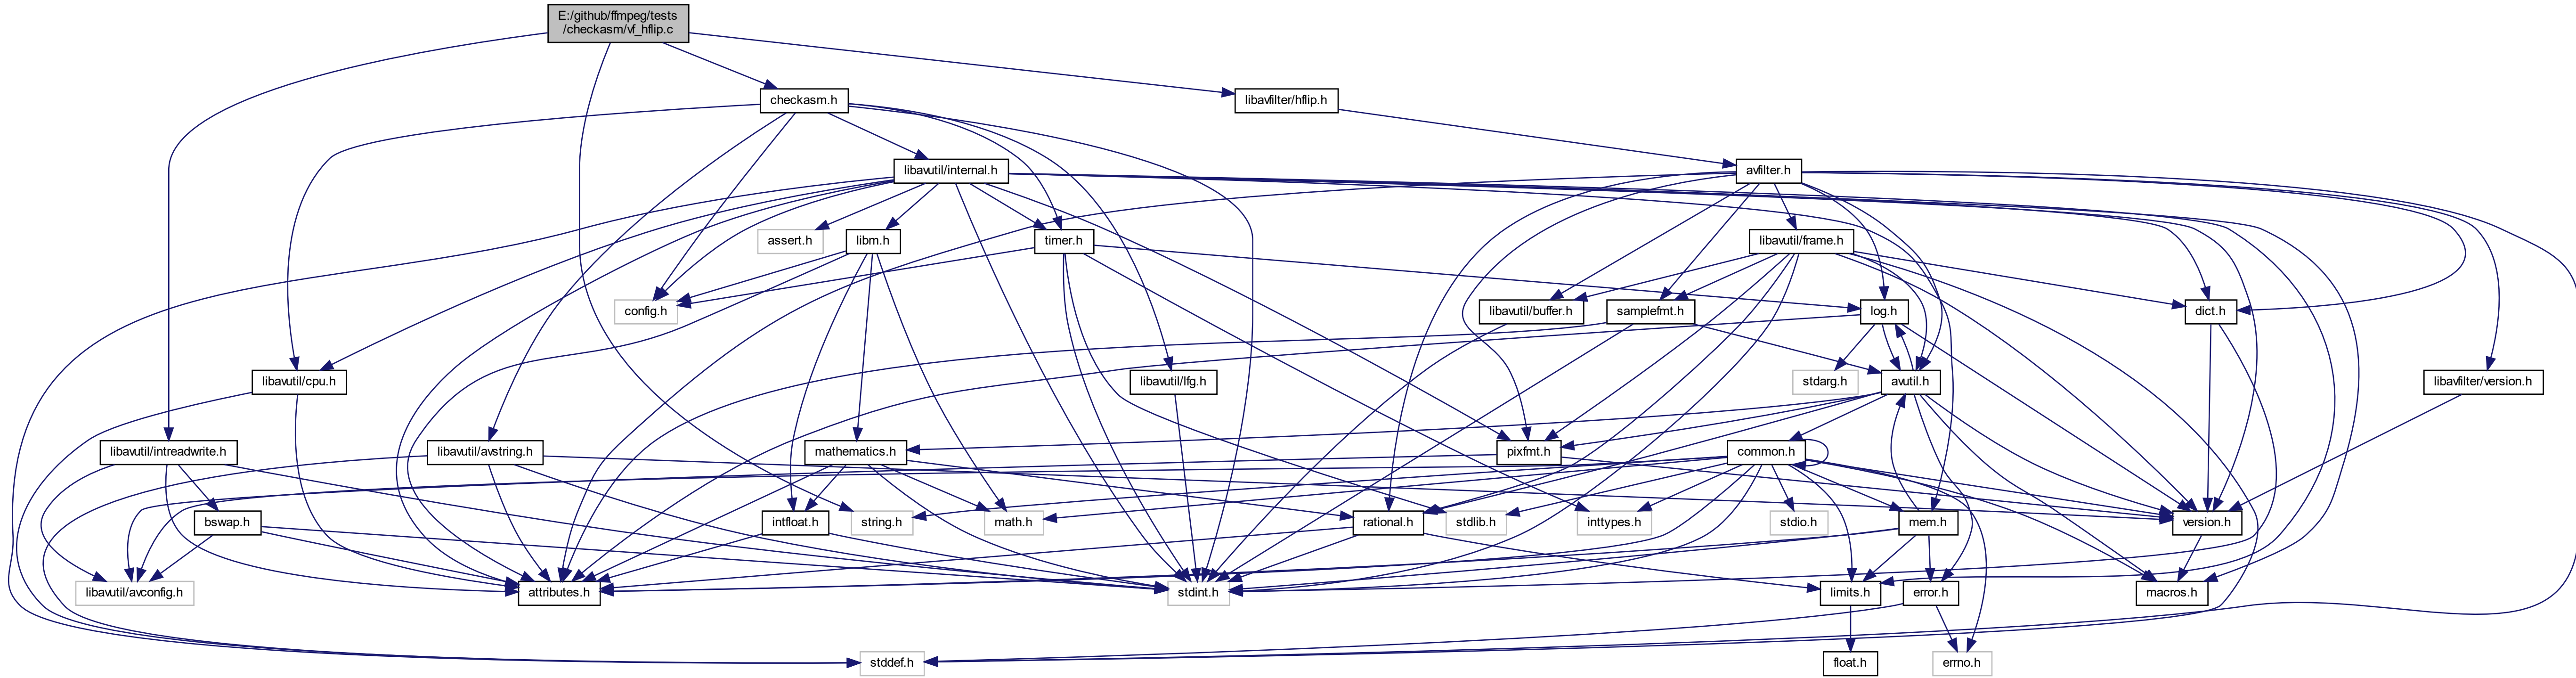 E:/github/ffmpeg/tests
/checkasm/vf_hflip.c
checkasm.h
libavfilter/hflip.h
libavutil/internal.h
avfilter.h
assert.h
libm.h
timer.h
libavutil/frame.h
config.h
libavutil/buffer.h
samplefmt.h
log.h
dict.h
libavutil/cpu.h
libavutil/lfg.h
stdarg.h
avutil.h
libavfilter/version.h
libavutil/intreadwrite.h
libavutil/avstring.h
mathematics.h
pixfmt.h
common.h
bswap.h
intfloat.h
string.h
math.h
rational.h
stdlib.h
inttypes.h
stdio.h
mem.h
version.h
libavutil/avconfig.h
attributes.h
stdint.h
limits.h
error.h
macros.h
stddef.h
float.h
errno.h